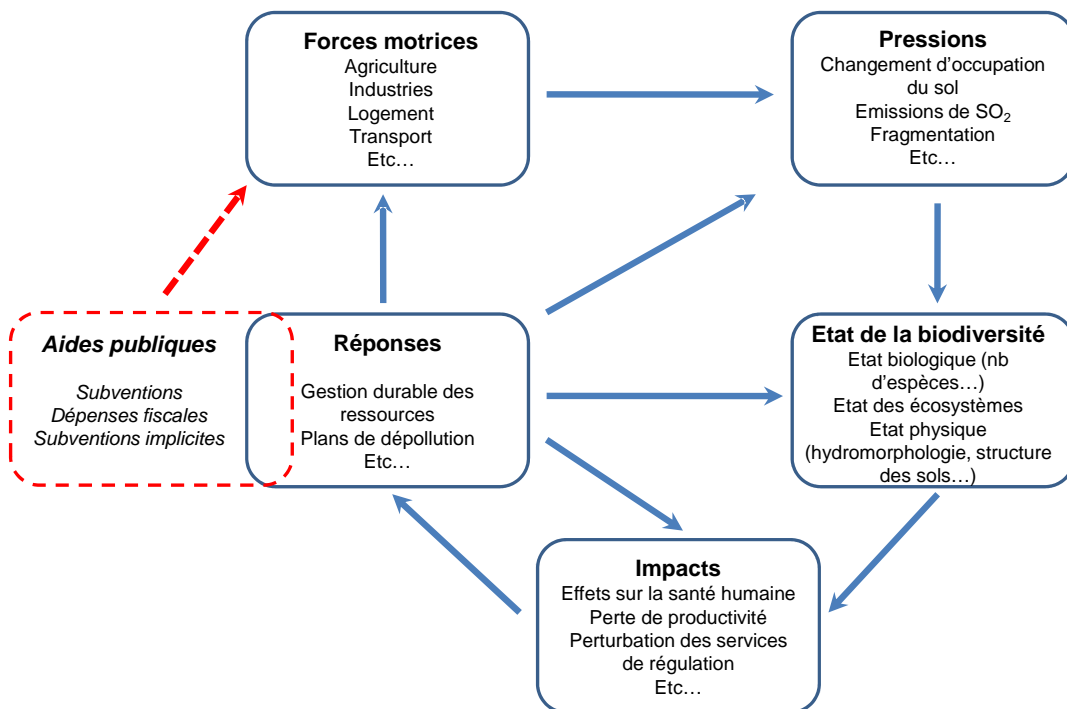 Forces motrices
Agriculture
Industries
Logement
Transport
Etc…
Pressions
Changement d'occupation
du sol
Emissions de SO₂
Fragmentation
Etc…
Aides publiques
Subventions
Dépenses fiscales
Subventions implicites
Réponses
Gestion durable des
ressources
Plans de dépollution
Etc…
Etat de la biodiversité
Etat biologique (nb
d'espèces…)
Etat des écosystèmes
Etat physique
(hydromorphologie, structure
des sols…)
Impacts
Effets sur la santé humaine
Perte de productivité
Perturbation des services
de régulation
Etc…